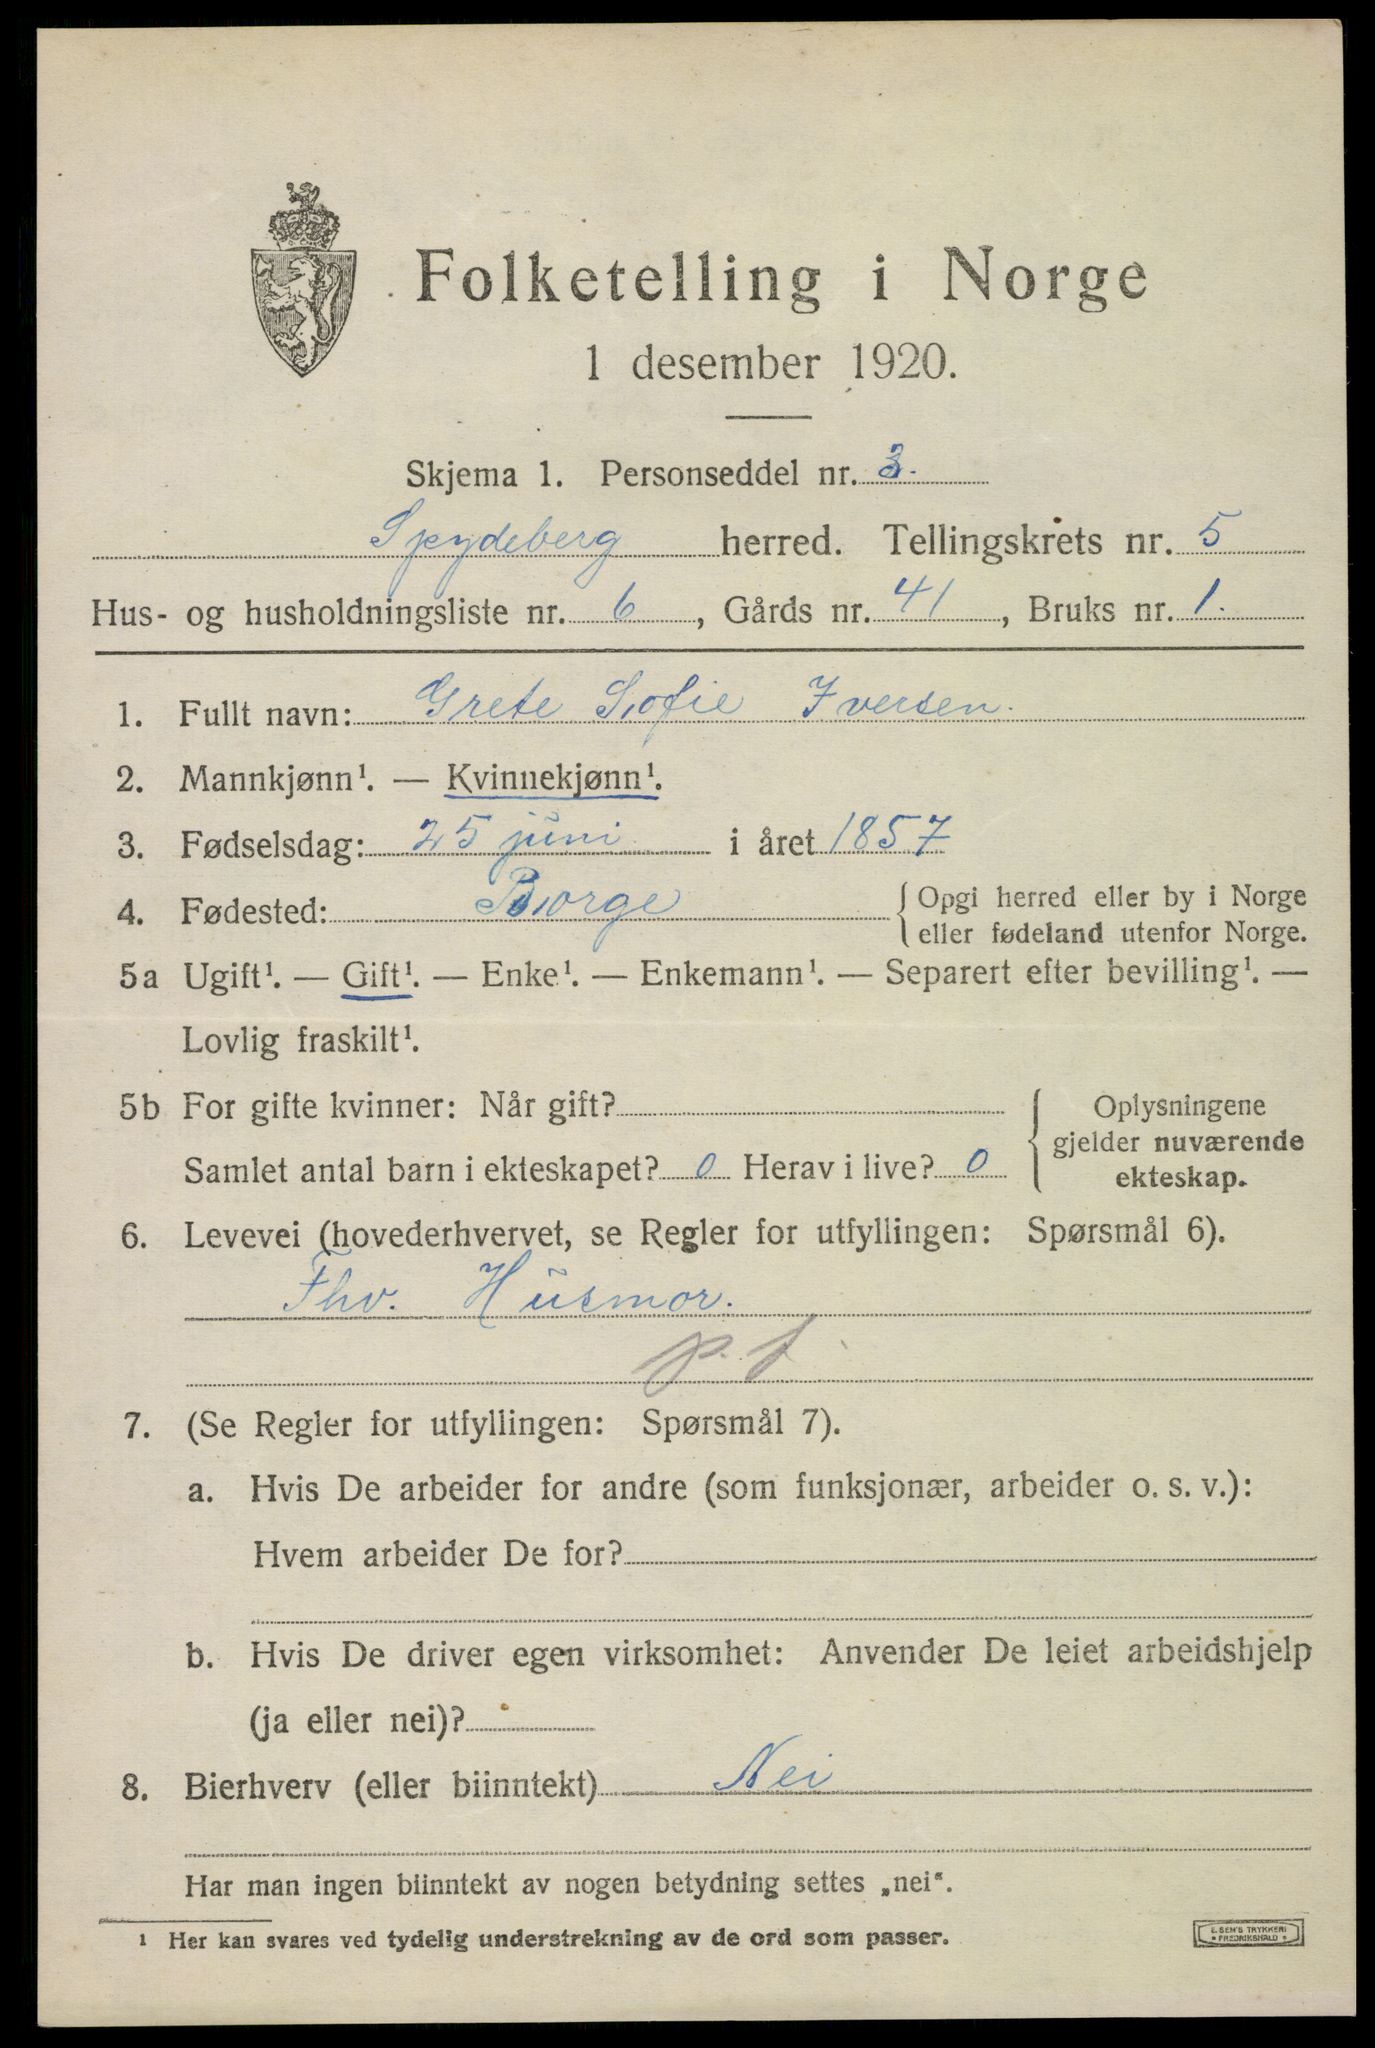 Folketelling i Norge
1 desember 1920.
Skjema 1. Personseddel nr. 3.
Spydeberg herred. Tellingskrets nr. 5
Hus- og husholdningsliste nr. 6, Gårds nr. 41, Bruks nr. 1.
1. Fullt navn: Grete Sofie Iversen.
2. Mannkjønn¹. — Kvinnekjønn¹.
3. Fødselsdag: 25 juni i året 1857
4. Fødested: Borge { Opgi herred eller by i Norge
eller fødeland utenfor Norge.
5a Ugift¹. — Gift¹. — Enke¹. — Enkemann¹. — Separert efter bevilling¹. —
Lovlig fraskilt¹.
5b For gifte kvinner: Når gift?
Samlet antal barn i ekteskapet? 0 Herav i live? 0
Oplysningene
gjelder nuværende
ekteskap.
6. Levevei (hovederhvervet, se Regler for utfyllingen: Spørsmål 6).
Fhv. Husmor.
p. f.
7. (Se Regler for utfyllingen: Spørsmål 7).
a. Hvis De arbeider for andre (som funksjonær, arbeider o. s. v.):
Hvem arbeider De for?
b. Hvis De driver egen virksomhet: Anvender De leiet arbeidshjelp
(ja eller nei)?
8. Bierhverv (eller biinntekt) Nei
Har man ingen biinntekt av nogen betydning settes „nei“.
¹ Her kan svares ved tydelig understrekning av de ord som passer.
E. SEM'S TRYKKERI
FREDRIKSHALD